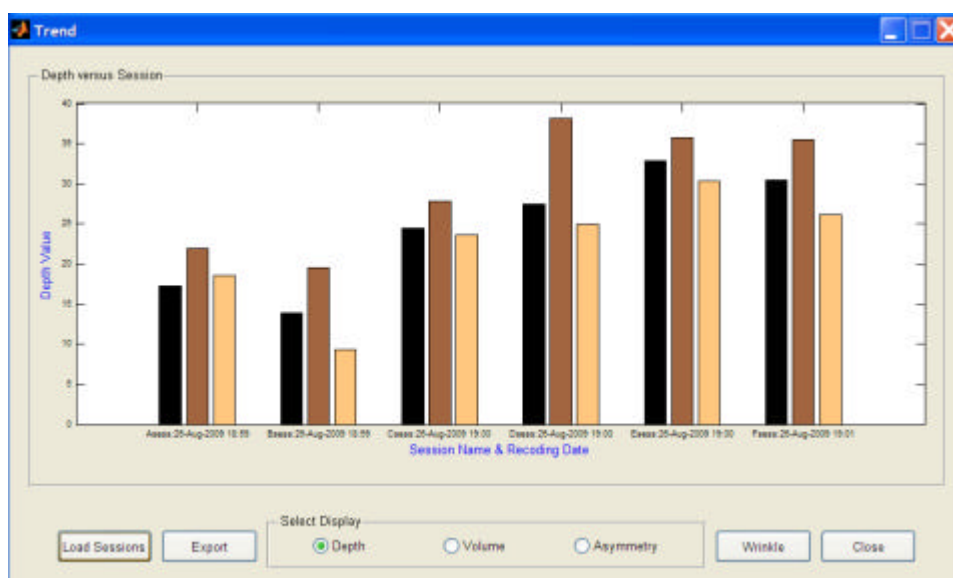 Trend
Depth versus Session
40
35
30
25
20
15
10
5
0
Depth Value
Session Name & Recoding Date
Select Display
Load Sessions
Export
Depth
Volume
Asymmetry
Wrinkle
Close